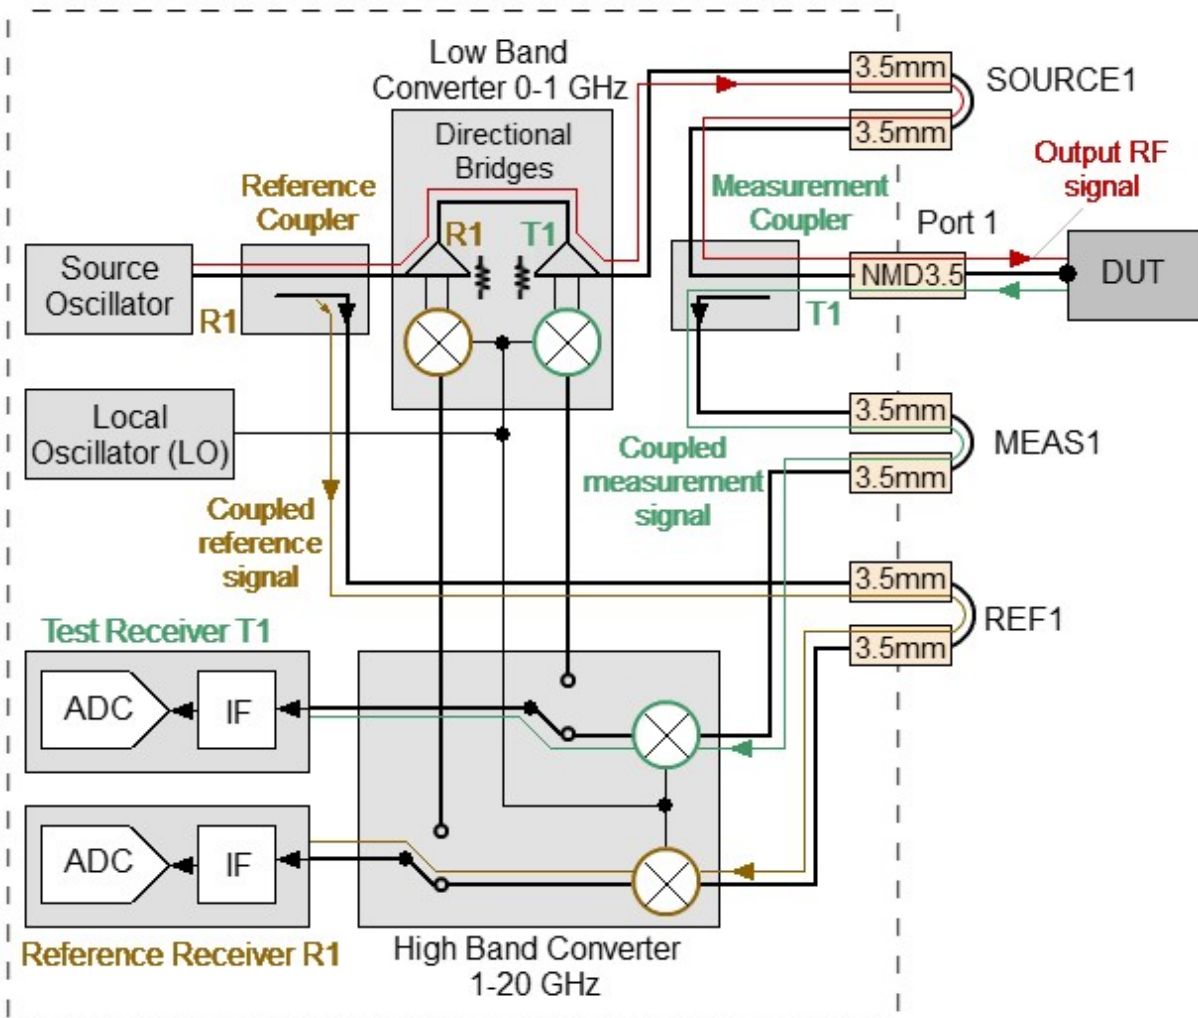 Low Band
Converter 0-1 GHz
Directional
Bridges
R1
T1
Reference
Coupler
Source
Oscillator
R1
Local
Oscillator (LO)
3.5mm
SOURCE1
3.5mm
Output RF
signal
Measurement
Coupler
Port 1
NMD3.5
DUT
T1
3.5mm
MEAS1
3.5mm
Coupled
measurement
signal
Coupled
reference
signal
3.5mm
REF1
3.5mm
Test Receiver T1
ADC
IF
ADC
IF
Reference Receiver R1
High Band Converter
1-20 GHz